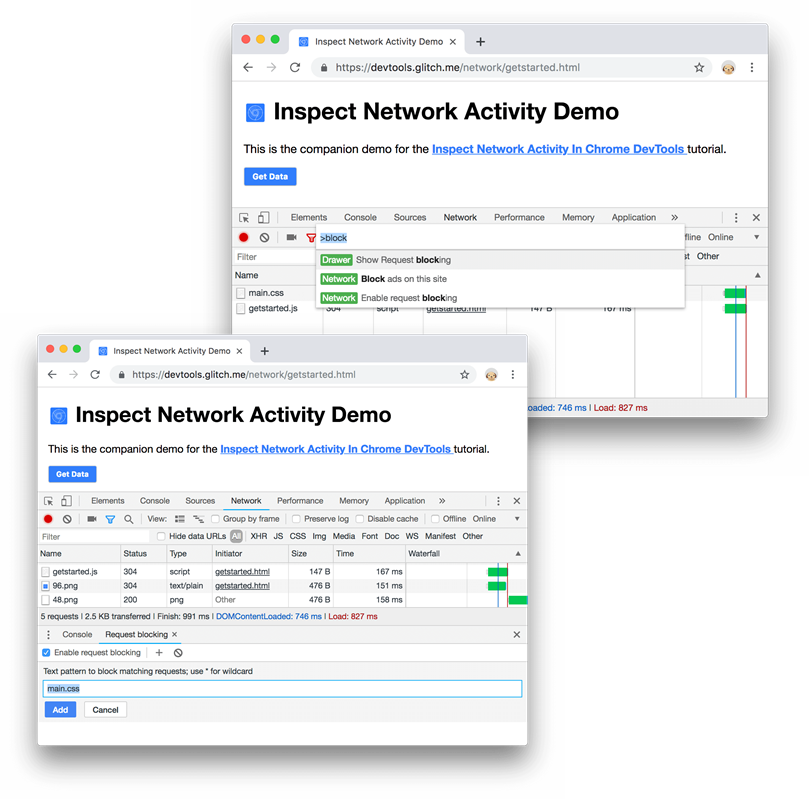 Inspect Network Activity Demo
https://devtools.glitch.me/network/getstarted.html
Inspect Network Activity Demo
This is the companion demo for the Inspect Network Activity In Chrome DevTools tutorial.
Get Data
Elements Console Sources Network Performance Memory Application
>block
Online
Filter
Other
Drawer Show Request blocking
Network Block ads on this site
Network Enable request blocking
Name
main.css
getstarted.js 304 script getstarted.html 147 B 167 ms
oaded: 746 ms | Load: 827 ms
Inspect Network Activity Demo
https://devtools.glitch.me/network/getstarted.html
Inspect Network Activity Demo
This is the companion demo for the Inspect Network Activity In Chrome DevTools tutorial.
Get Data
Elements Console Sources Network Performance Memory Application
View: Group by frame Preserve log Disable cache Offline Online
Filter Hide data URLs All XHR JS CSS Img Media Font Doc WS Manifest Other
Name Status Type Initiator Size Time Waterfall
getstarted.js 304 script getstarted.html 147 B 167 ms
96.png 304 text/plain getstarted.html 476 B 151 ms
48.png 200 png Other 476 B 158 ms
5 requests | 2.5 KB transferred | Finish: 991 ms | DOMContentLoaded: 746 ms | Load: 827 ms
Console Request blocking
Enable request blocking
Text pattern to block matching requests; use * for wildcard
main.css
Add Cancel